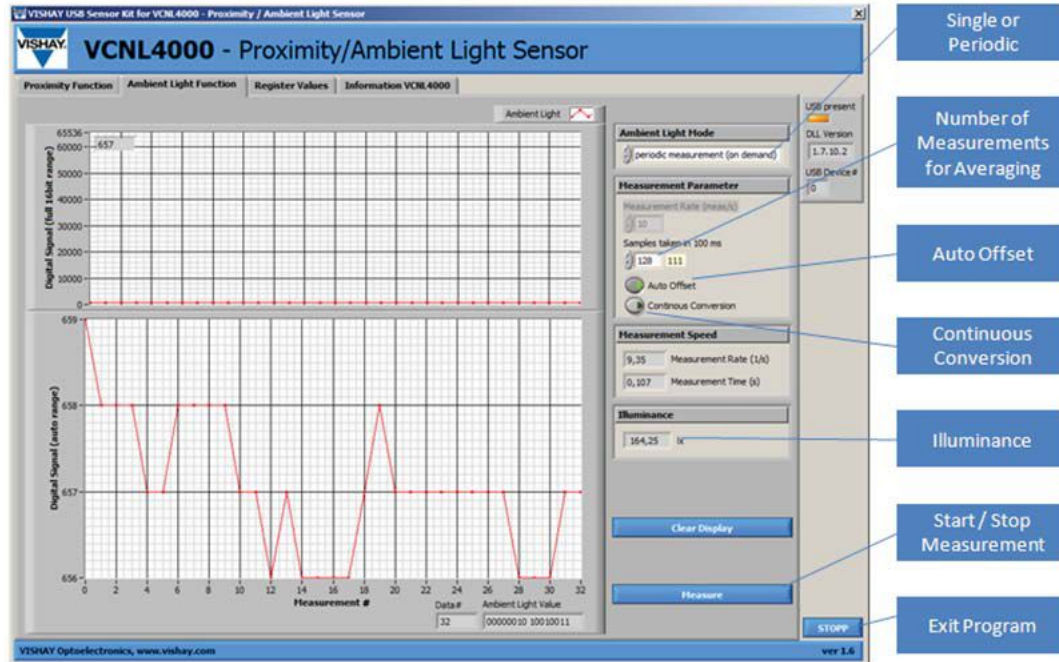 VISHAY USB Sensor Kit for VCNL4000 - Proximity / Ambient Light Sensor
VISHAY.
VCNL4000 - Proximity/Ambient Light Sensor
Proximity Function
Ambient Light Function
Register Values
Information VCNL4000
Ambient Light
Digital Signal (full 16bit range)
65536
60000
50000
40000
30000
20000
10000
0
657
Digital Signal (auto range)
659
658
657
656
0 2 4 6 8 10 12 14 16 18 20 22 24 26 28 30 32
Measurement #
Data#
32
Ambient Light Value
00000010 10010011
Ambient Light Mode
periodic measurement (on demand)
Measurement Parameter
Measurement Rate (meas/s)
10
Samples taken in 100 ms
128 111
Auto Offset
Continous Conversion
Measurement Speed
9,35 Measurement Rate (1/s)
0,107 Measurement Time (s)
Illuminance
164,25 lx
Clear Display
Measure
USB present
DLL Version
1.7.10.2
USB Device#
0
STOPP
VISHAY Optoelectronics, www.vishay.com
ver 1.6
Single or
Periodic
Number of
Measurements
for Averaging
Auto Offset
Continuous
Conversion
Illuminance
Start / Stop
Measurement
Exit Program